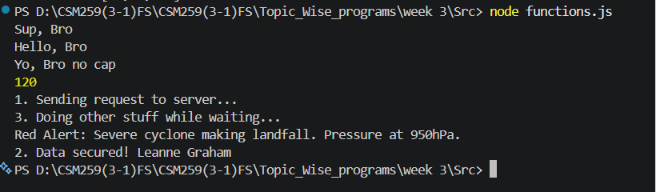 PS D:\CSM259(3-1)FS\CSM259(3-1)FS\Topic_Wise_programs\week 3\Src> node functions.js
Sup, Bro
Hello, Bro
Yo, Bro no cap
120
1. Sending request to server...
3. Doing other stuff while waiting...
Red Alert: Severe cyclone making landfall. Pressure at 950hPa.
2. Data secured! Leanne Graham
PS D:\CSM259(3-1)FS\CSM259(3-1)FS\Topic_Wise_programs\week 3\Src>